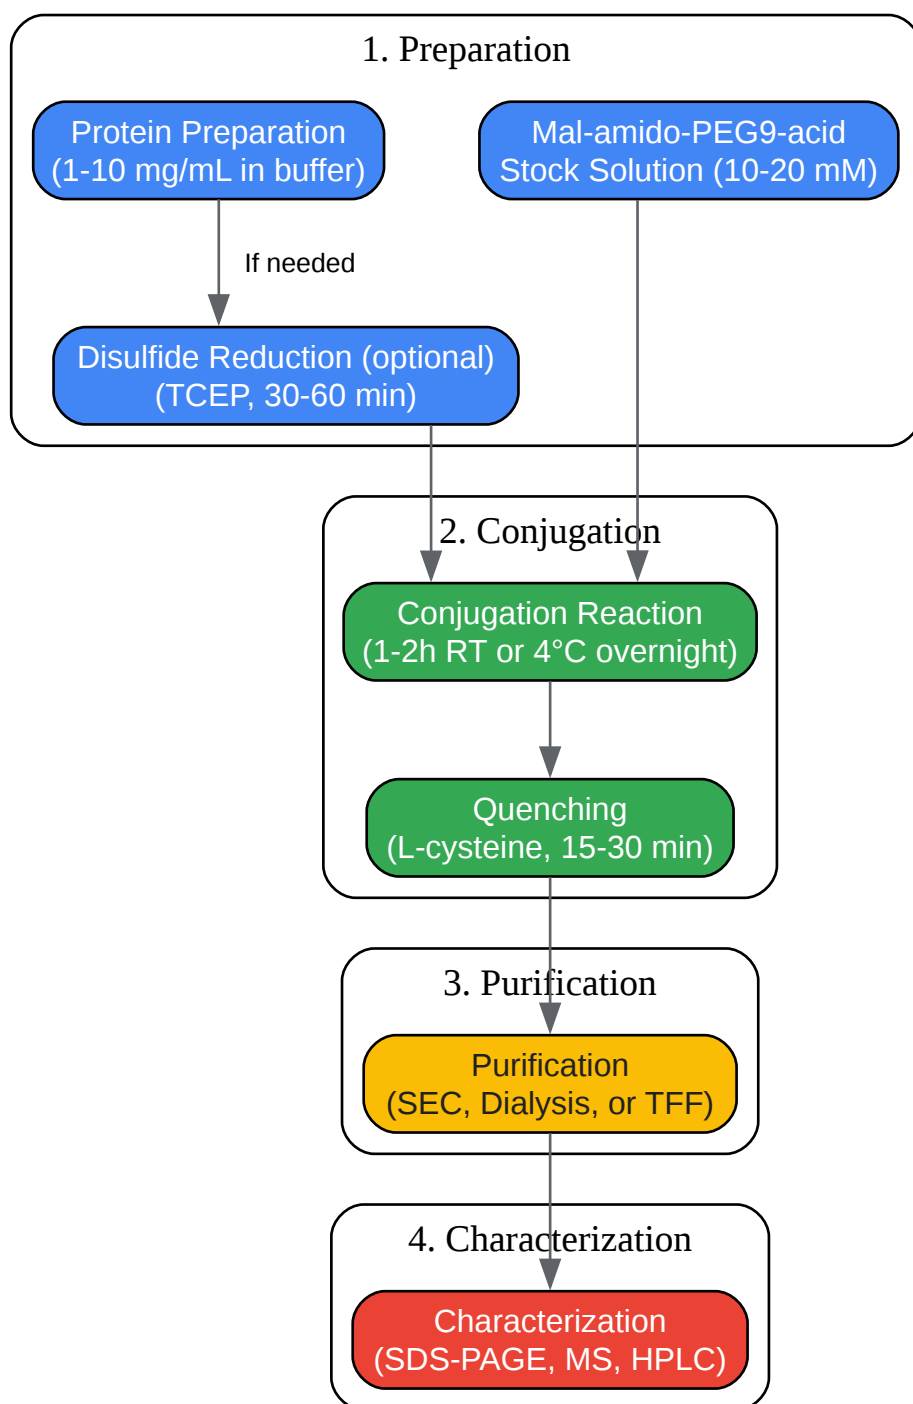 1. Preparation
Protein Preparation
(1-10 mg/mL in buffer)
Mal-amido-PEG9-acid
Stock Solution (10-20 mM)
If needed
Disulfide Reduction (optional)
(TCEP, 30-60 min)
2. Conjugation
Conjugation Reaction
(1-2h RT or 4°C overnight)
Quenching
(L-cysteine, 15-30 min)
3. Purification
Purification
(SEC, Dialysis, or TFF)
4. Characterization
Characterization
(SDS-PAGE, MS, HPLC)